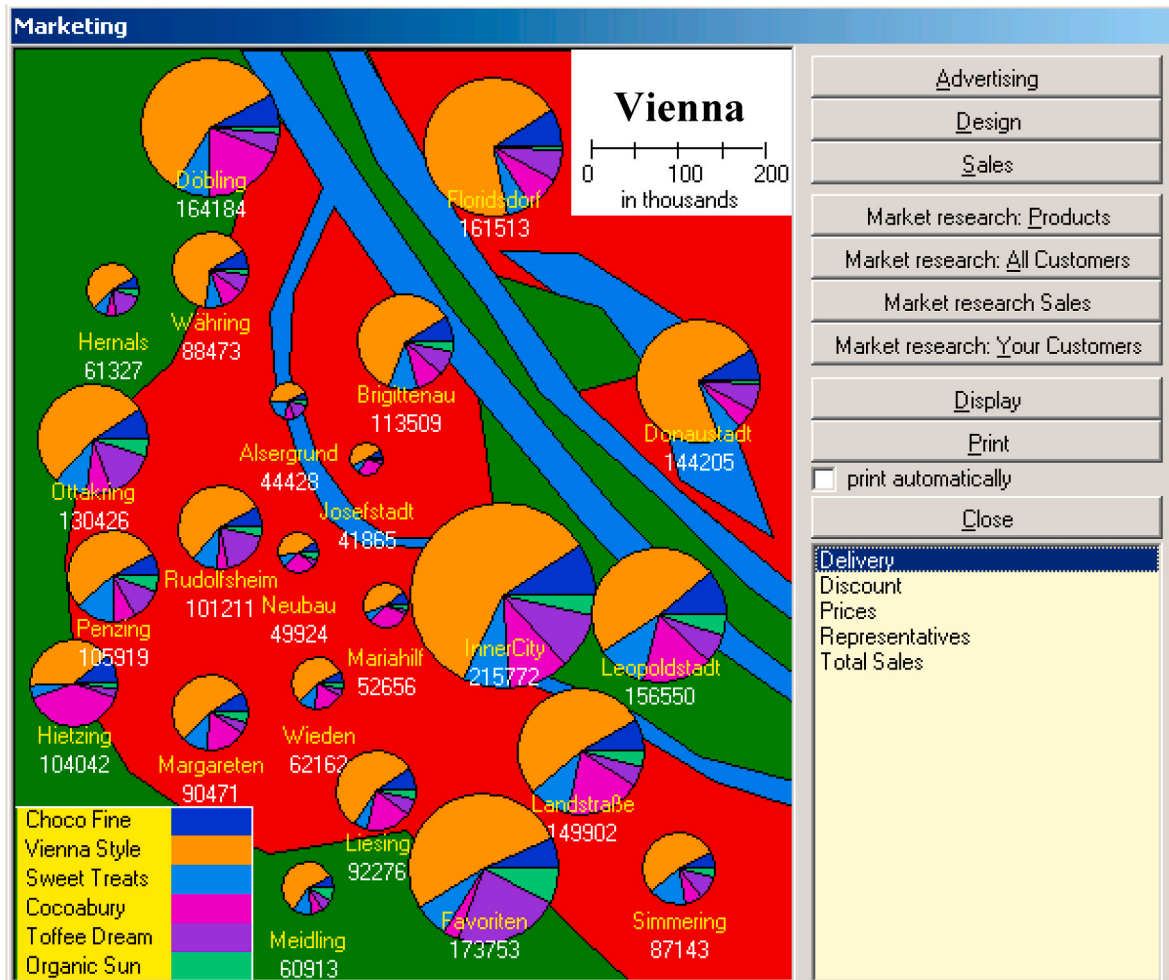 Marketing
Vienna
0 100 200
in thousands
Döbling
164184
Floridsdorf
161513
Hernals
61327
Währing
88473
Brigittenau
113509
Donaustadt
144205
Alsergrund
44428
Ottakring
130426
Josefstadt
41865
Rudolfsheim
101211
Neubau
49924
Penzing
105919
Mariahilf
52656
InnerCity
215772
Leopoldstadt
156550
Hietzing
104042
Margareten
90471
Wieden
62162
Landstraße
149902
Liesing
92276
Favoriten
173753
Simmering
87143
Meidling
60913
Choco Fine
Vienna Style
Sweet Treats
Cocoabury
Toffee Dream
Organic Sun
Advertising
Design
Sales
Market research: Products
Market research: All Customers
Market research Sales
Market research: Your Customers
Display
Print
print automatically
Close
Delivery
Discount
Prices
Representatives
Total Sales